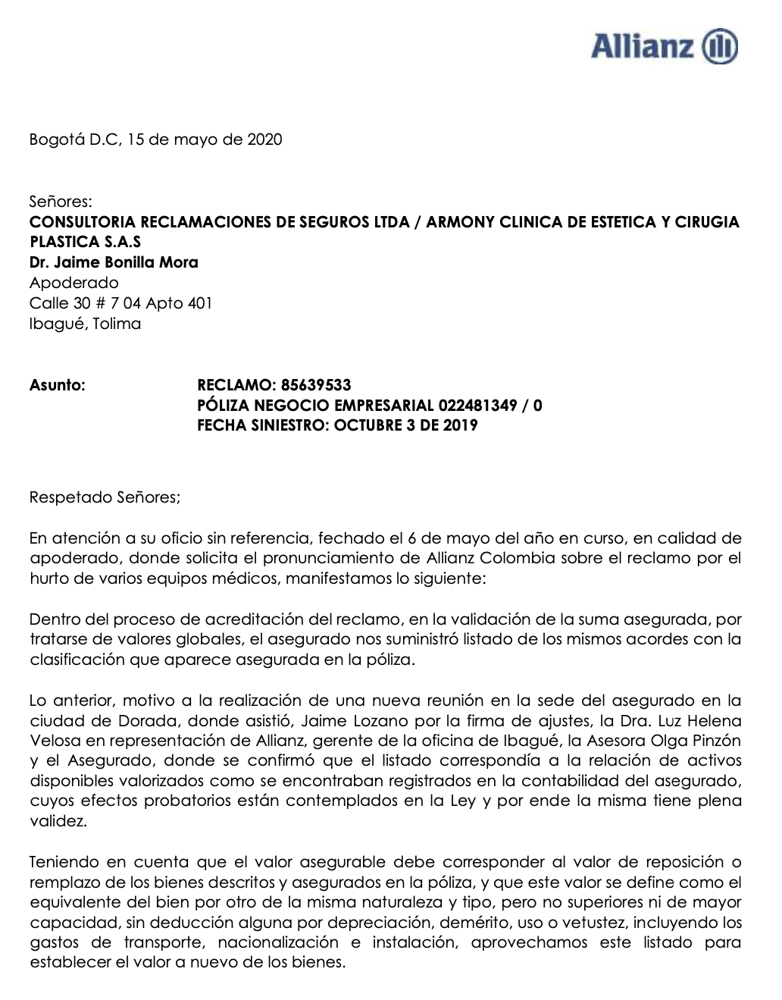 Allianz
Bogotá D.C, 15 de mayo de 2020
Señores:
CONSULTORIA RECLAMACIONES DE SEGUROS LTDA / ARMONY CLINICA DE ESTETICA Y CIRUGIA
PLASTICA S.A.S
Dr. Jaime Bonilla Mora
Apoderado
Calle 30 # 7 04 Apto 401
Ibagué, Tolima
Asunto: RECLAMO: 85639533
PÓLIZA NEGOCIO EMPRESARIAL 022481349 / 0
FECHA SINIESTRO: OCTUBRE 3 DE 2019
Respetado Señores;
En atención a su oficio sin referencia, fechado el 6 de mayo del año en curso, en calidad de
apoderado, donde solicita el pronunciamiento de Allianz Colombia sobre el reclamo por el
hurto de varios equipos médicos, manifestamos lo siguiente:
Dentro del proceso de acreditación del reclamo, en la validación de la suma asegurada, por
tratarse de valores globales, el asegurado nos suministró listado de los mismos acordes con la
clasificación que aparece asegurada en la póliza.
Lo anterior, motivo a la realización de una nueva reunión en la sede del asegurado en la
ciudad de Dorada, donde asistió, Jaime Lozano por la firma de ajustes, la Dra. Luz Helena
Velosa en representación de Allianz, gerente de la oficina de Ibagué, la Asesora Olga Pinzón
y el Asegurado, donde se confirmó que el listado correspondía a la relación de activos
disponibles valorizados como se encontraban registrados en la contabilidad del asegurado,
cuyos efectos probatorios están contemplados en la Ley y por ende la misma tiene plena
validez.
Teniendo en cuenta que el valor asegurable debe corresponder al valor de reposición o
remplazo de los bienes descritos y asegurados en la póliza, y que este valor se define como el
equivalente del bien por otro de la misma naturaleza y tipo, pero no superiores ni de mayor
capacidad, sin deducción alguna por depreciación, demérito, uso o vetustez, incluyendo los
gastos de transporte, nacionalización e instalación, aprovechamos este listado para
establecer el valor a nuevo de los bienes.